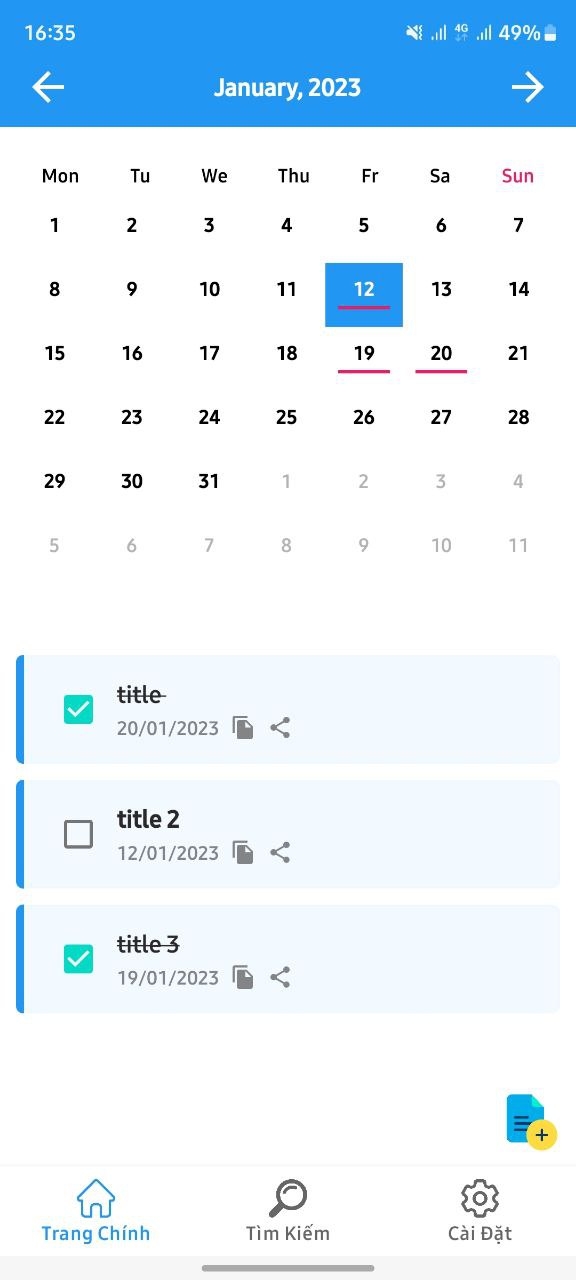 16:35 4G 49%
January, 2023
Mon Tu We Thu Fr Sa Sun
1 2 3 4 5 6 7
8 9 10 11 12 13 14
15 16 17 18 19 20 21
22 23 24 25 26 27 28
29 30 31 1 2 3 4
5 6 7 8 9 10 11
title
20/01/2023
title 2
12/01/2023
title 3
19/01/2023
Trang Chính Tìm Kiếm Cài Đặt